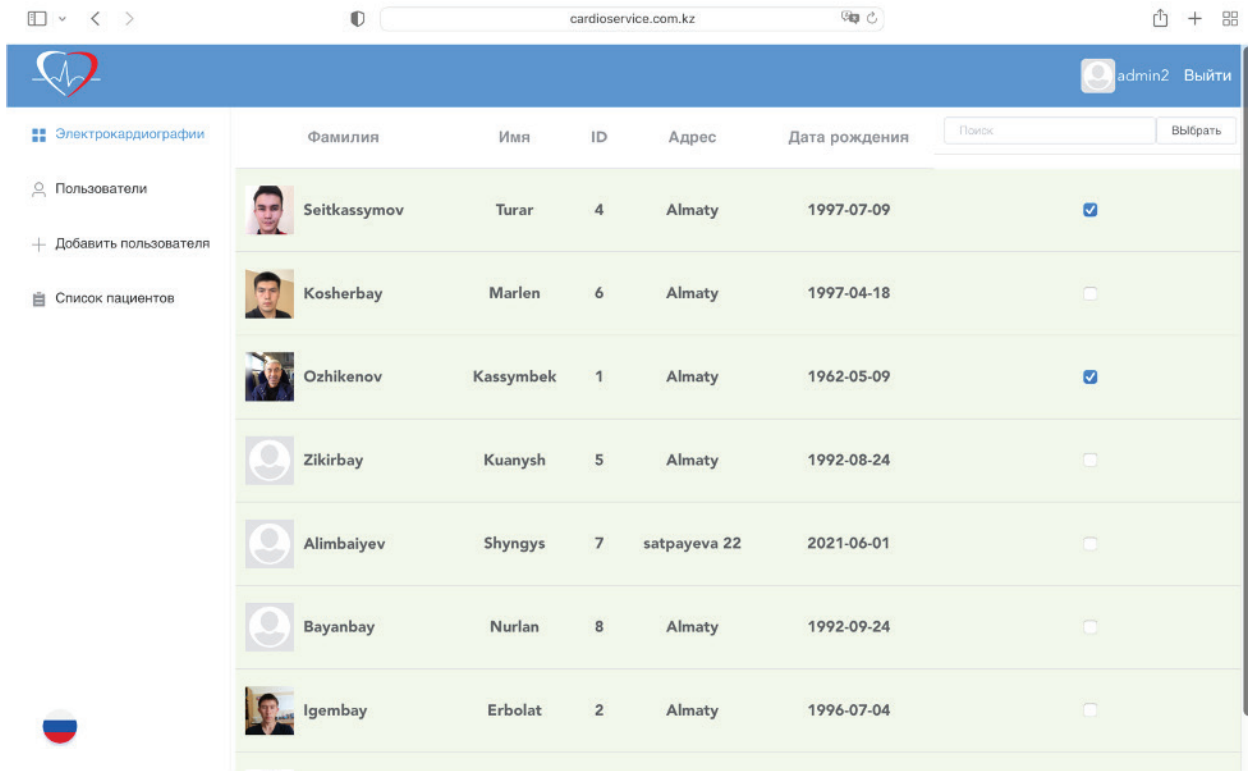 cardioservice.com.kz
admin2 Выйти
Электрокардиографии
Пользователи
Добавить пользователя
Список пациентов
Фамилия Имя ID Адрес Дата рождения Поиск Выбрать
Seitkassymov Turar 4 Almaty 1997-07-09
Kosherbay Marlen 6 Almaty 1997-04-18
Ozhikenov Kassymbek 1 Almaty 1962-05-09
Zikirbay Kuanysh 5 Almaty 1992-08-24
Alimbaiyev Shyngys 7 satpayeva 22 2021-06-01
Bayanbay Nurlan 8 Almaty 1992-09-24
Igembay Erbolat 2 Almaty 1996-07-04